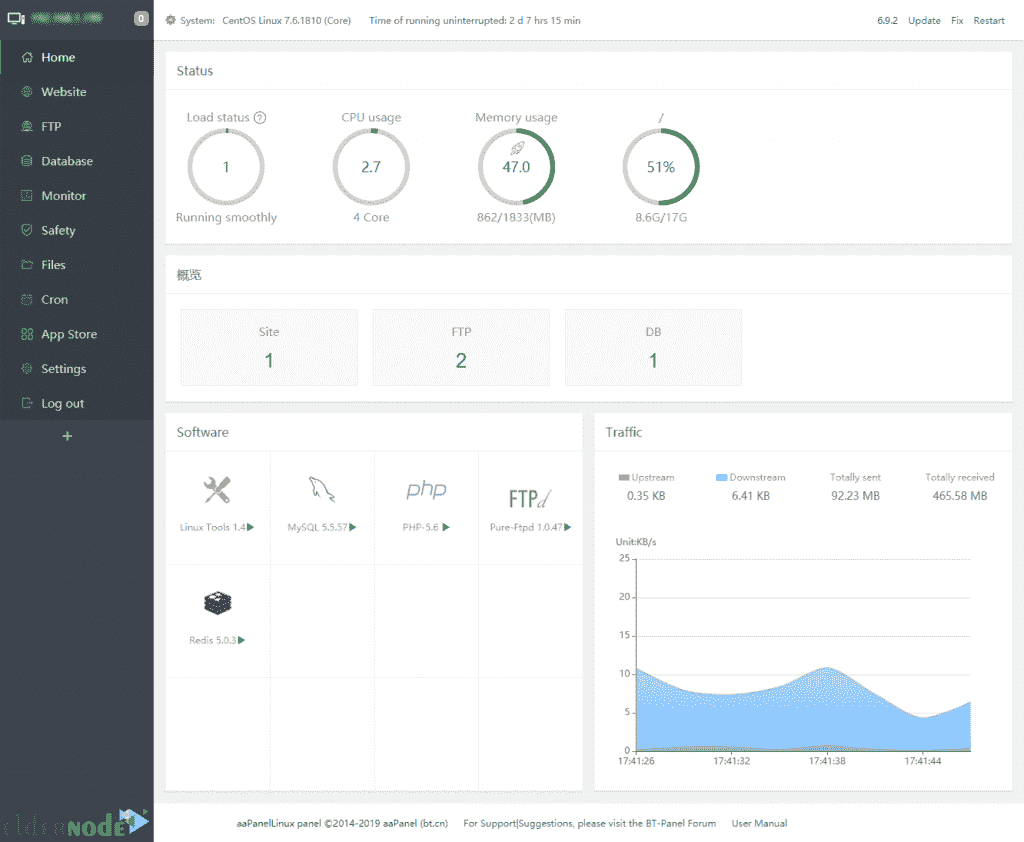 0
System: CentOS Linux 7.6.1810 (Core) Time of running uninterrupted: 2 d 7 hrs 15 min 6.9.2 Update Fix Restart
Home
Website
FTP
Database
Monitor
Safety
Files
Cron
App Store
Settings
Log out
+
Status
Load status ? CPU usage Memory usage /
1 2.7 47.0 51%
Running smoothly 4 Core 862/1833(MB) 8.6G/17G
概览
Site FTP DB
1 2 1
Software
Linux Tools 1.4 MySQL 5.5.57 php PHP-5.6 FTPd Pure-Ftpd 1.0.47
Redis 5.0.3
Traffic
Upstream Downstream Totally sent Totally received
0.35 KB 6.41 KB 92.23 MB 465.58 MB
Unit:KB/s
25
20
15
10
5
0
17:41:26 17:41:32 17:41:38 17:41:44
node
aaPanelLinux panel ©2014-2019 aaPanel (bt.cn) For Support|Suggestions, please visit the BT-Panel Forum User Manual